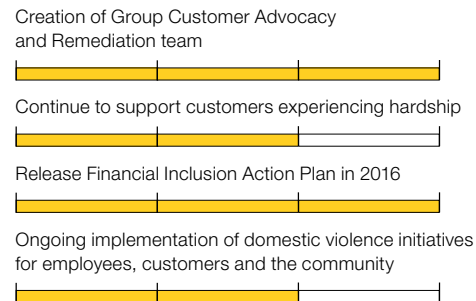 Creation of Group Customer Advocacy
and Remediation team
Continue to support customers experiencing hardship
Release Financial Inclusion Action Plan in 2016
Ongoing implementation of domestic violence initiatives
for employees, customers and the community